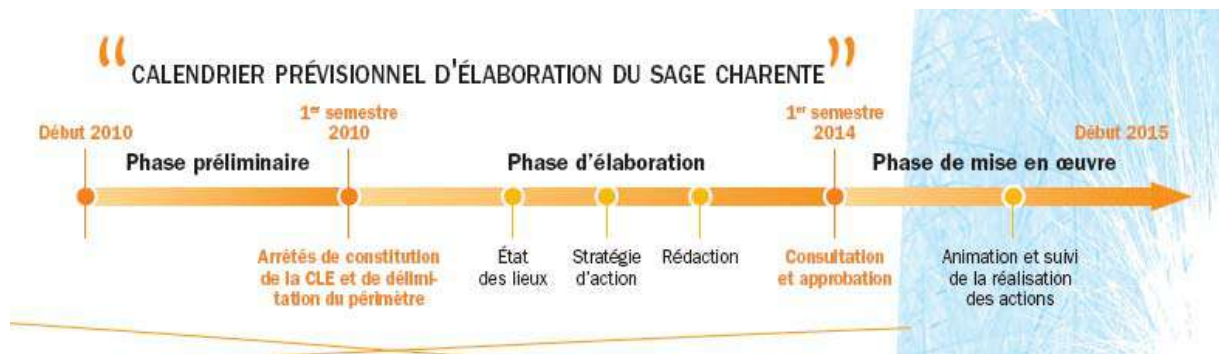 “CALENDRIER PRÉVISIONNEL D'ÉLABORATION DU SAGE CHARENTE”
Début 2010
1er semestre
2010
1er semestre
2014
Début 2015
Phase préliminaire
Phase d'élaboration
Phase de mise en œuvre
Arrêtés de constitution
de la CLE et de délimi-
tation du périmètre
État
des lieux
Stratégie
d'action
Rédaction
Consultation
et approbation
Animation et suivi
de la réalisation
des actions